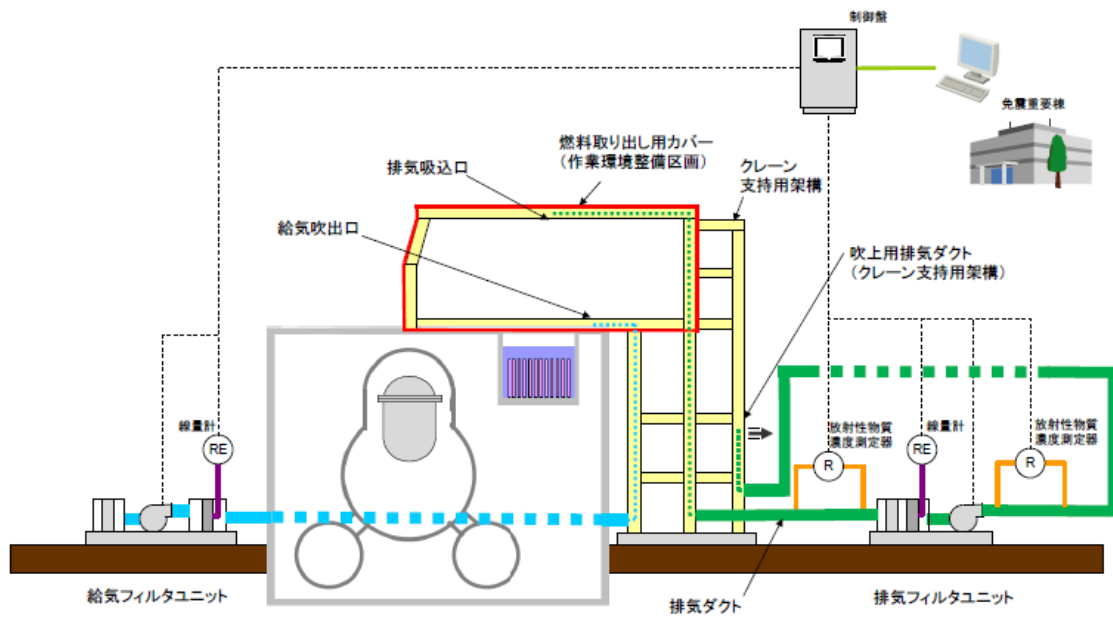 制御盤
免震重要棟
燃料取り出し用カバー
（作業環境整備区画）
排気吸込口
クレーン
支持用架構
給気吹出口
吹上用排気ダクト
（クレーン支持用架構）
線量計
RE
放射性物質
濃度測定器
R
線量計
RE
放射性物質
濃度測定器
R
給気フィルタユニット
排気ダクト
排気フィルタユニット